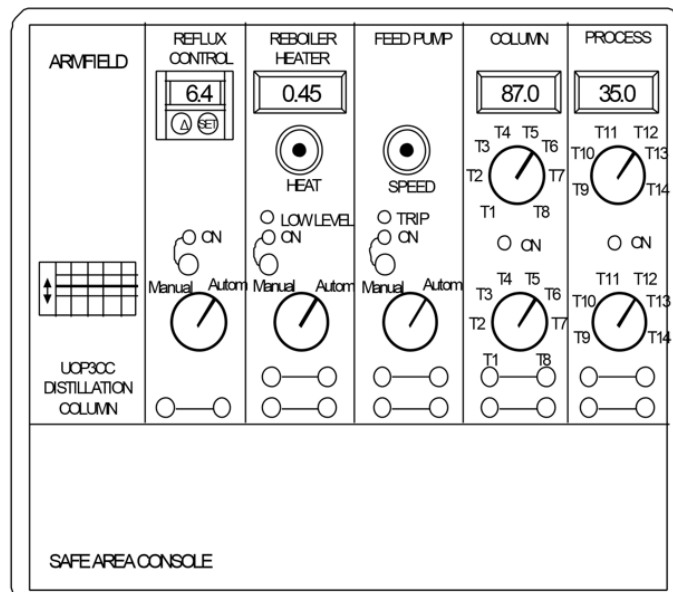 ARMFIELD
UOP3CC
DISTILLATION
COLUMN
REFLUX
CONTROL
6.4
Δ SET
ON
Manual Autom
REBOILER
HEATER
0.45
HEAT
LOW LEVEL
ON
Manual Autom
FEED PUMP
SPEED
TRIP
ON
Manual Autom
COLUMN
87.0
T4 T5
T3 T6
T2 T7
T1 T8
ON
T4 T5
T3 T6
T2 T7
T1 T8
PROCESS
35.0
T11 T12
T10 T13
T9 T14
ON
T11 T12
T10 T13
T9 T14
SAFE AREA CONSOLE